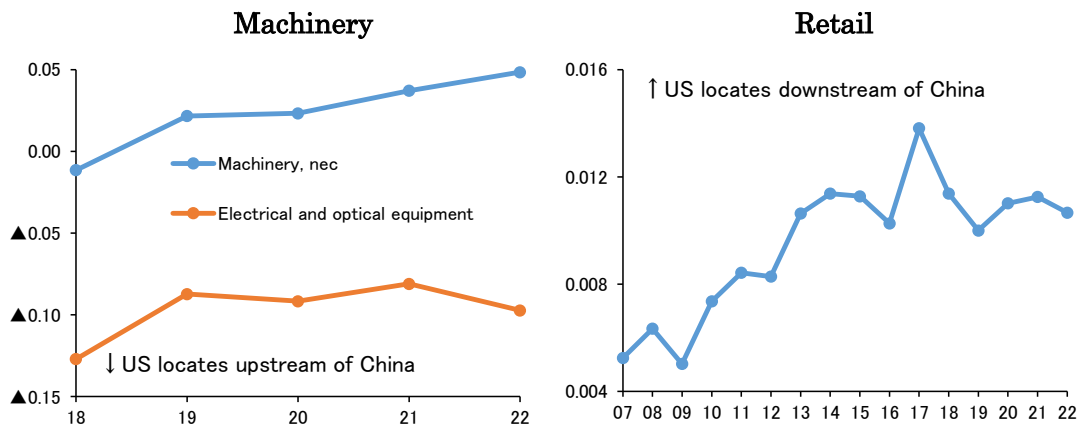 Machinery
0.05
0.00
▲0.05
▲0.10
▲0.15
Machinery, nec
Electrical and optical equipment
↓ US locates upstream of China
18 19 20 21 22
Retail
0.016
0.012
0.008
0.004
↑ US locates downstream of China
07 08 09 10 11 12 13 14 15 16 17 18 19 20 21 22